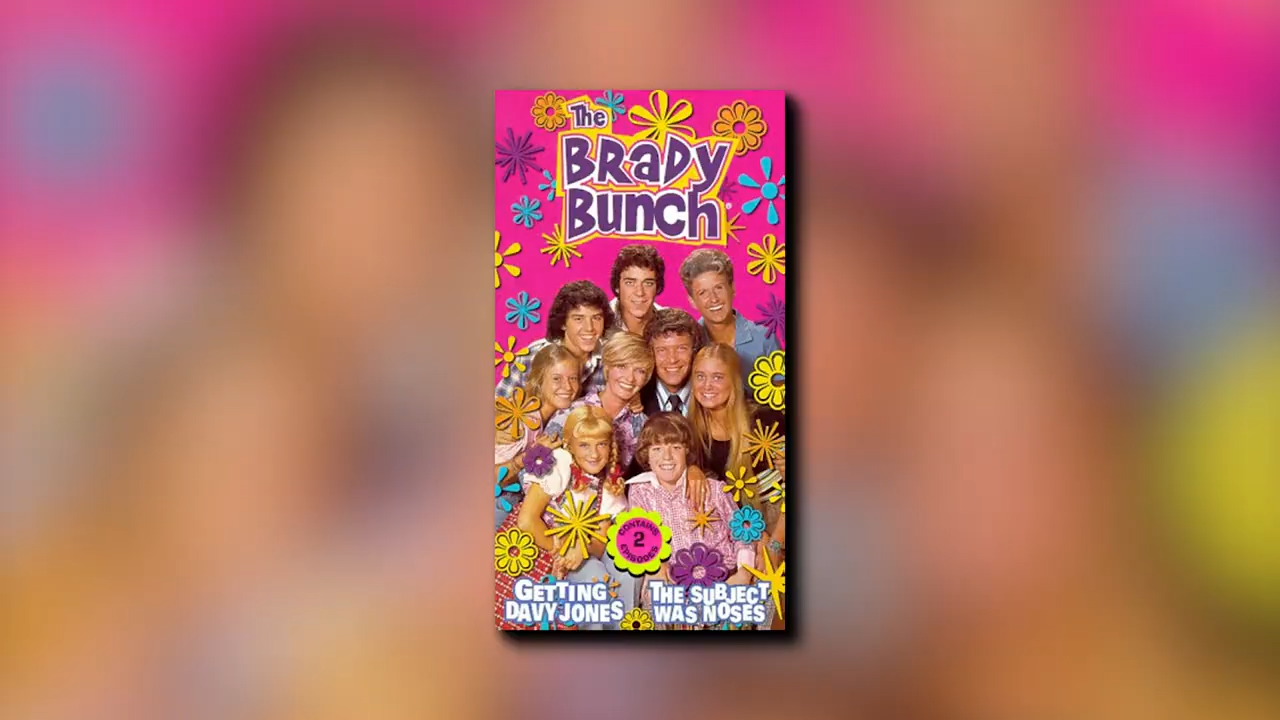 The
BRaDy
Bunch
®
CONTAINS
2
EPISODES
GETTING
DAVY JONES
THE SUBJECT
WAS NOSES